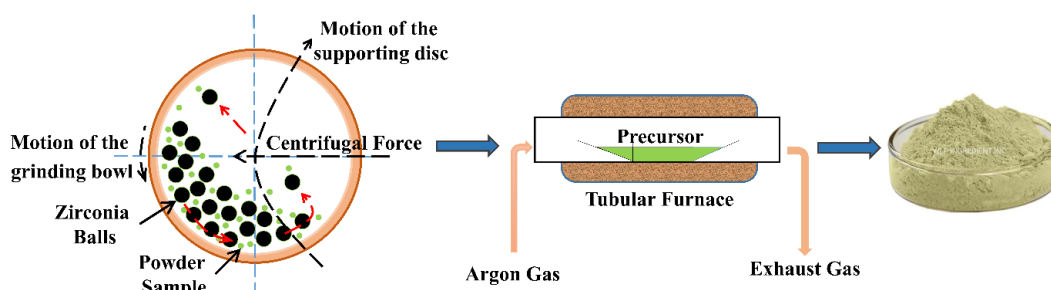 Motion of the
supporting disc
Centrifugal Force
Motion of the
grinding bowl
Zirconia
Balls
Powder
Sample
Precursor
Tubular Furnace
Argon Gas
Exhaust Gas